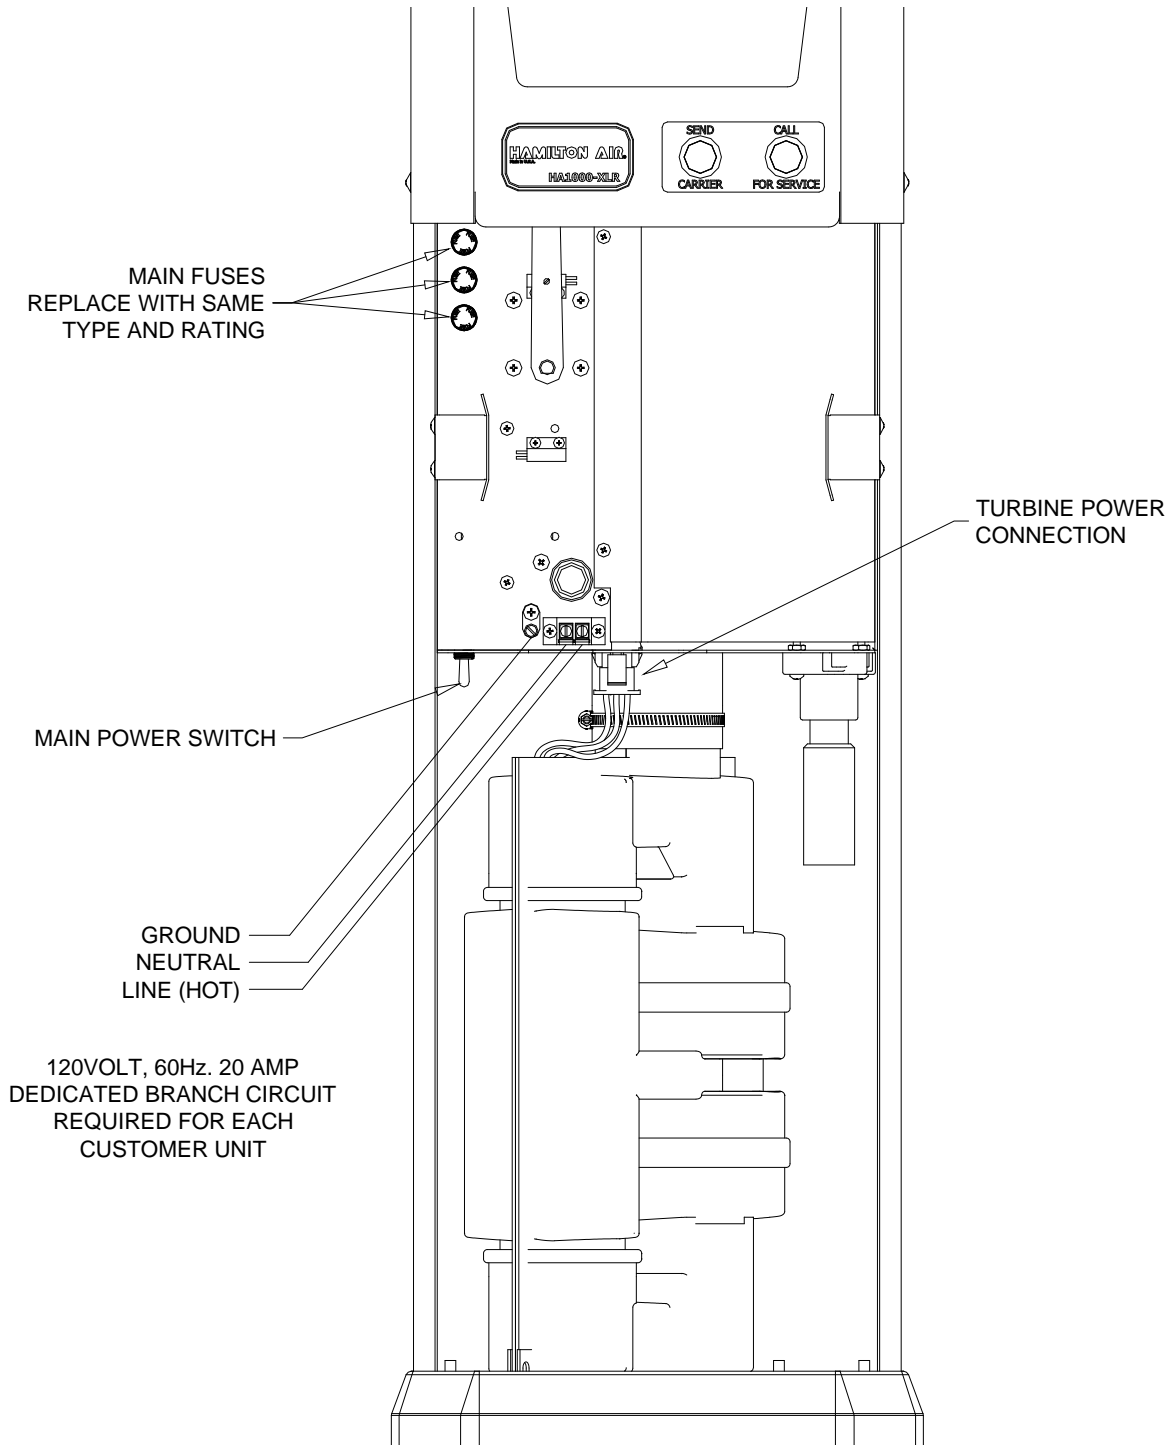 SEND
CALL
HAMILTON AIR
HA1000-XLR
CARRIER
FOR SERVICE
MAIN FUSES
REPLACE WITH SAME
TYPE AND RATING
TURBINE POWER
CONNECTION
MAIN POWER SWITCH
GROUND
NEUTRAL
LINE (HOT)
120VOLT, 60Hz. 20 AMP
DEDICATED BRANCH CIRCUIT
REQUIRED FOR EACH
CUSTOMER UNIT